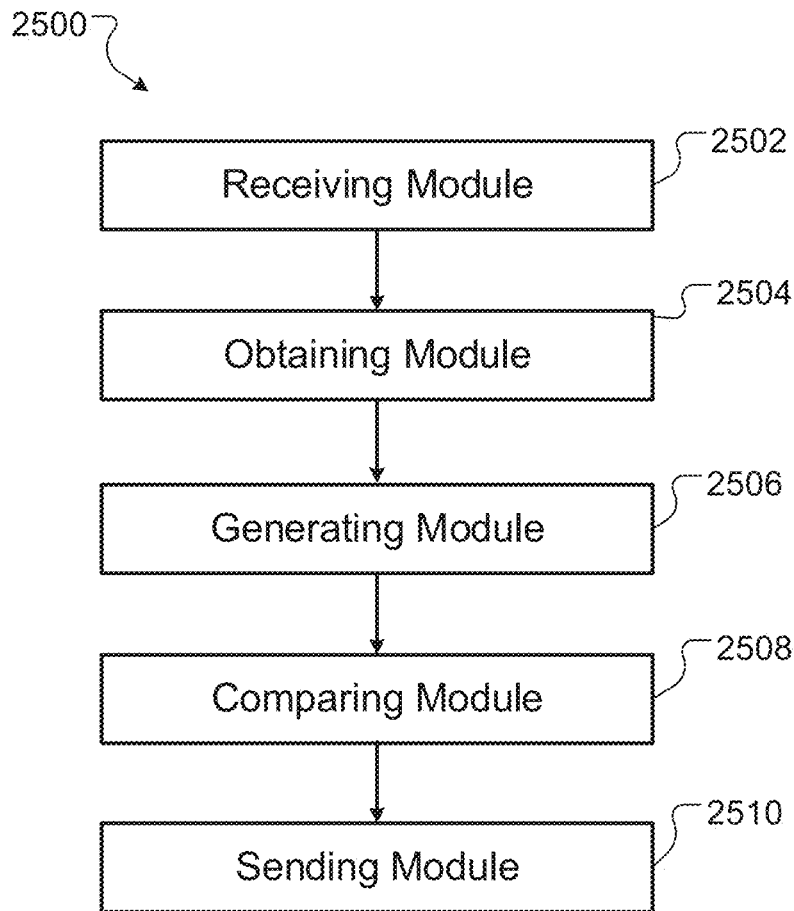 2500
2502
Receiving Module
2504
Obtaining Module
2506
Generating Module
2508
Comparing Module
2510
Sending Module